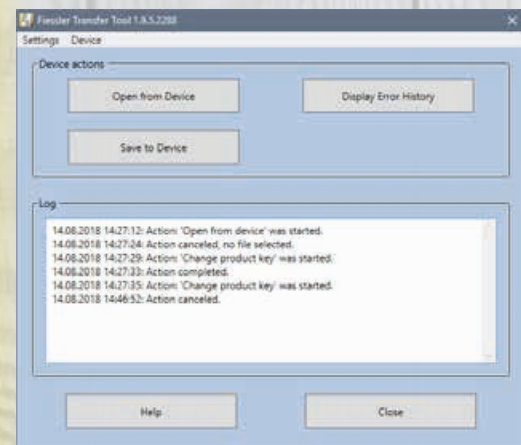 Fiessler Transfer Tool 1.8.5.2288
Settings Device
Device actions
Open from Device
Display Error History
Save to Device
Log
14.08.2018 14:27:12: Action: 'Open from device' was started.
14.08.2018 14:27:24: Action canceled, no file selected.
14.08.2018 14:27:29: Action: 'Change product key' was started.
14.08.2018 14:27:33: Action completed.
14.08.2018 14:27:35: Action: 'Change product key' was started.
14.08.2018 14:46:52: Action canceled.
Help
Close